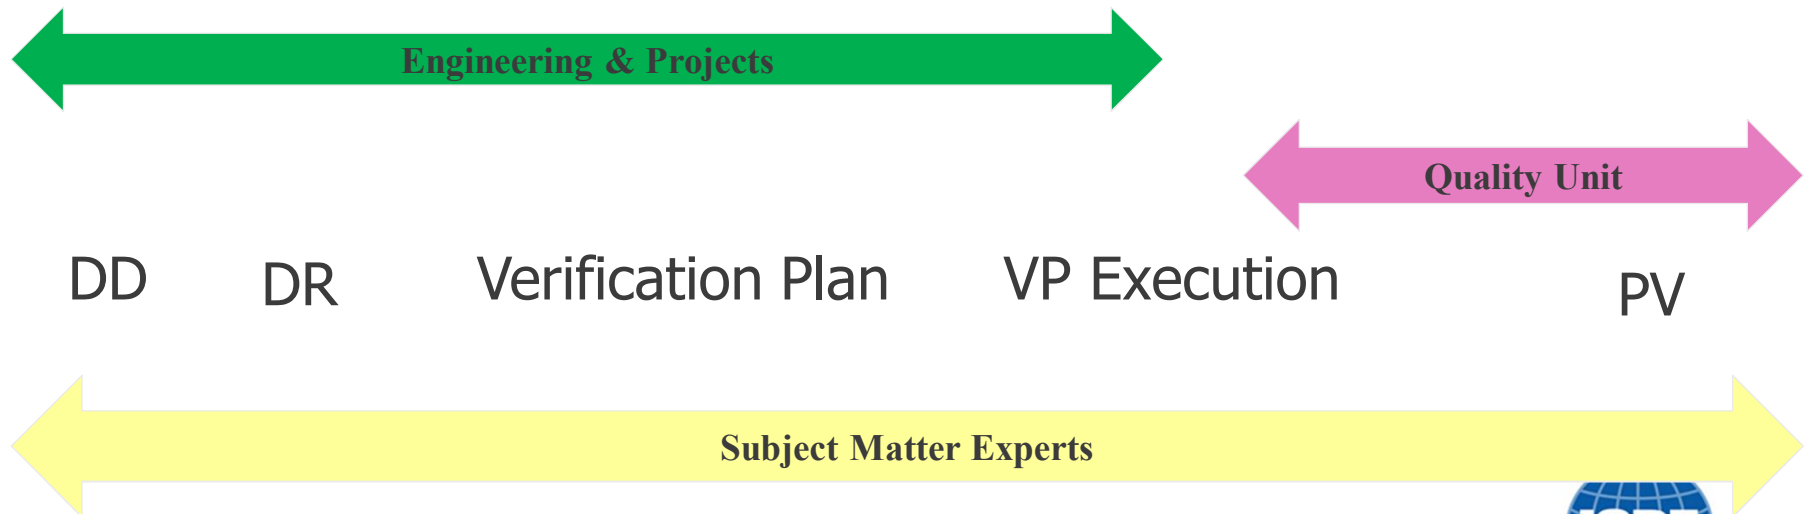 Engineering & Projects
Quality Unit
DD DR Verification Plan VP Execution PV
Subject Matter Experts